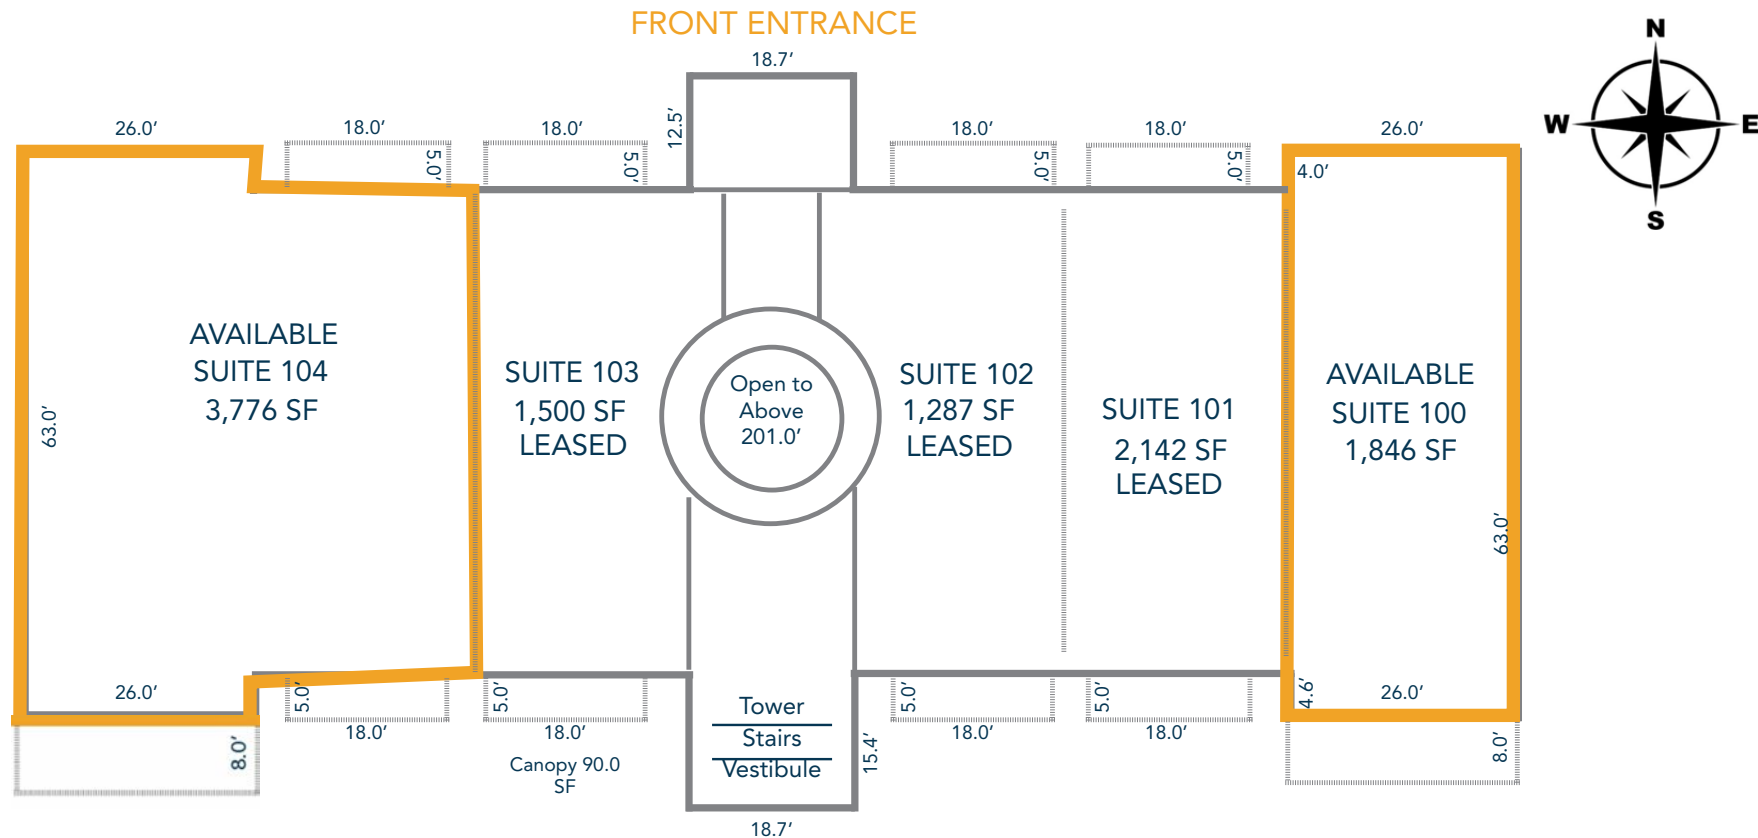 FRONT ENTRANCE
18.7’
12.5’
N
W
E
S
26.0’
18.0’
18.0’
18.0’
18.0’
26.0’
5.0’
5.0’
5.0’
5.0’
4.0’
AVAILABLE
SUITE 104
3,776 SF
63.0’
SUITE 103
1,500 SF
LEASED
Open to
Above
201.0’
SUITE 102
1,287 SF
LEASED
SUITE 101
2,142 SF
LEASED
AVAILABLE
SUITE 100
1,846 SF
63.0’
26.0’
5.0’
5.0’
5.0’
5.0’
4.6’
26.0’
18.0’
18.0’
18.0’
18.0’
8.0’
8.0’
Canopy 90.0
SF
Tower
Stairs
Vestibule
15.4’
18.7’